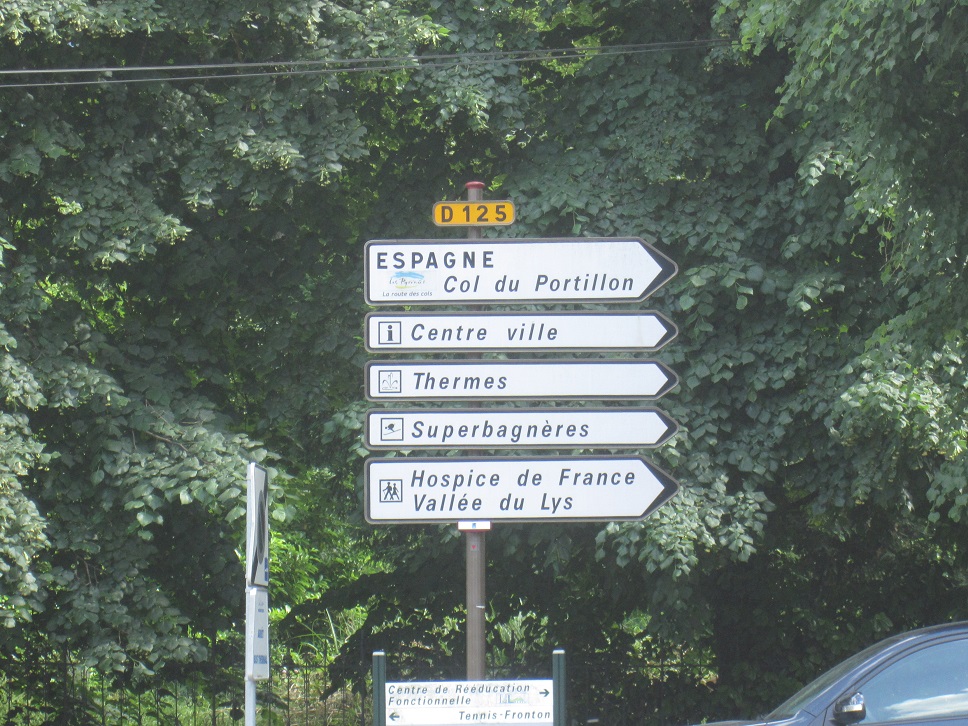 D 125
ESPAGNE
Col du Portillon
La route des cols
i Centre ville
Thermes
Superbagnères
Hospice de France
Vallée du Lys
Centre de Rééducation
Fonctionnelle
Tennis-Fronton